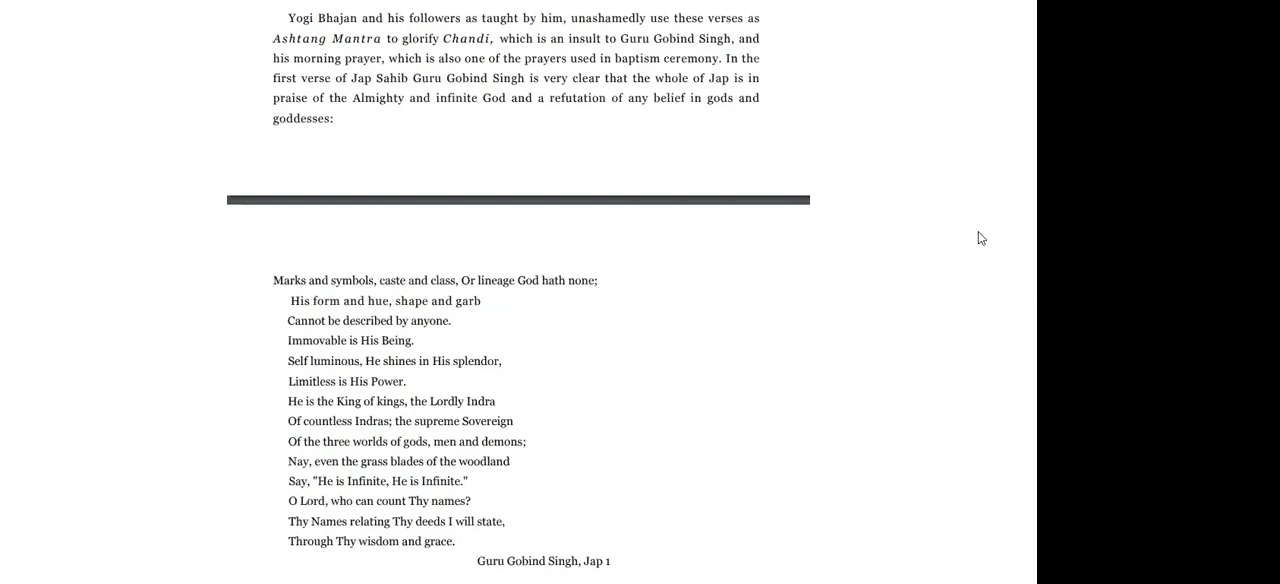 Yogi Bhajan and his followers as taught by him, unashamedly use these verses as
Ashtang Mantra to glorify Chandi, which is an insult to Guru Gobind Singh, and
his morning prayer, which is also one of the prayers used in baptism ceremony. In the
first verse of Jap Sahib Guru Gobind Singh is very clear that the whole of Jap is in
praise of the Almighty and infinite God and a refutation of any belief in gods and
goddesses:
Marks and symbols, caste and class, Or lineage God hath none;
His form and hue, shape and garb
Cannot be described by anyone.
Immovable is His Being.
Self luminous, He shines in His splendor,
Limitless is His Power.
He is the King of kings, the Lordly Indra
Of countless Indras; the supreme Sovereign
Of the three worlds of gods, men and demons;
Nay, even the grass blades of the woodland
Say, "He is Infinite, He is Infinite."
O Lord, who can count Thy names?
Thy Names relating Thy deeds I will state,
Through Thy wisdom and grace.
Guru Gobind Singh, Jap 1